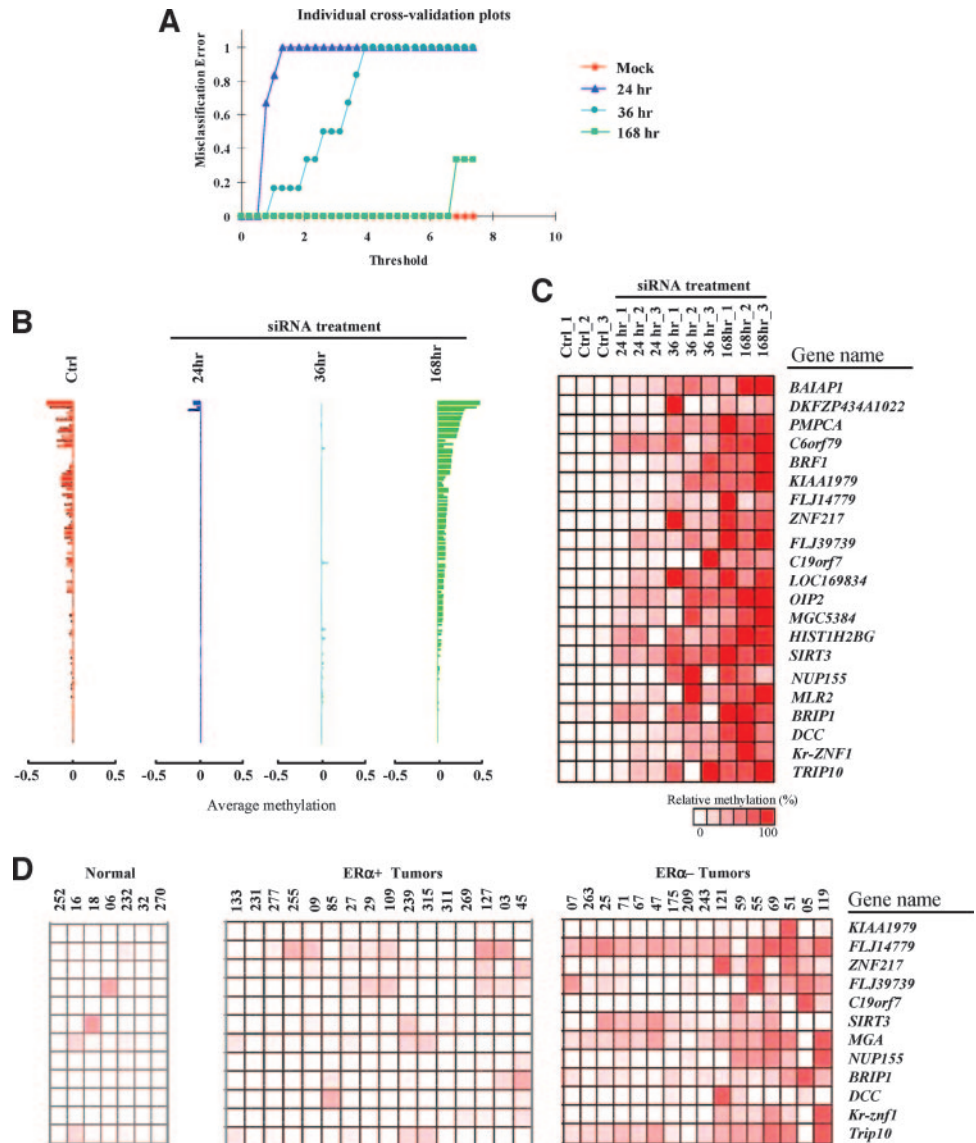 A
Individual cross-validation plots
Misclassification Error
1
0.8
0.6
0.4
0.2
0
0 2 4 6 8 10
Threshold
Mock
24 hr
36 hr
168 hr
B
siRNA treatment
Ctrl
24hr
36hr
168hr
-0.5 0 0.5 -0.5 0 0.5 -0.5 0 0.5 -0.5 0 0.5
Average methylation
C
siRNA treatment
Ctrl_1
Ctrl_2
Ctrl_3
24 hr_1
24 hr_2
24 hr_3
36 hr_1
36 hr_2
36 hr_3
168hr_1
168hr_2
168hr_3
Gene name
BAIAP1
DKFZP434A1022
PMPCA
C6orf79
BRF1
KIAA1979
FLJ14779
ZNF217
FLJ39739
C19orf7
LOC169834
OIP2
MGC5384
HIST1H2BG
SIRT3
NUP155
MLR2
BRIP1
DCC
Kr-ZNF1
TRIP10
Relative methylation (%)
0 100
D
Normal
252 16 18 06 232 32 270
ERα+ Tumors
133 231 277 255 09 85 27 29 109 239 315 311 269 127 03 45
ERα– Tumors
07 263 25 71 67 47 175 209 243 121 59 55 69 51 05 119
Gene name
KIAA1979
FLJ14779
ZNF217
FLJ39739
C19orf7
SIRT3
MGA
NUP155
BRIP1
DCC
Kr-znf1
Trip10